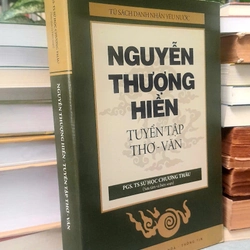 TỦ SÁCH DANH NHÂN YÊU NƯỚC
NGUYỄN
THƯỢNG
HIỀN
TUYỂN TẬP
THƠ - VĂN
PGS. TS SỬ HỌC CHƯƠNG THÂU
NGUYỄN THƯỢNG HIỀN - TUYỂN TẬP THƠ - VĂN